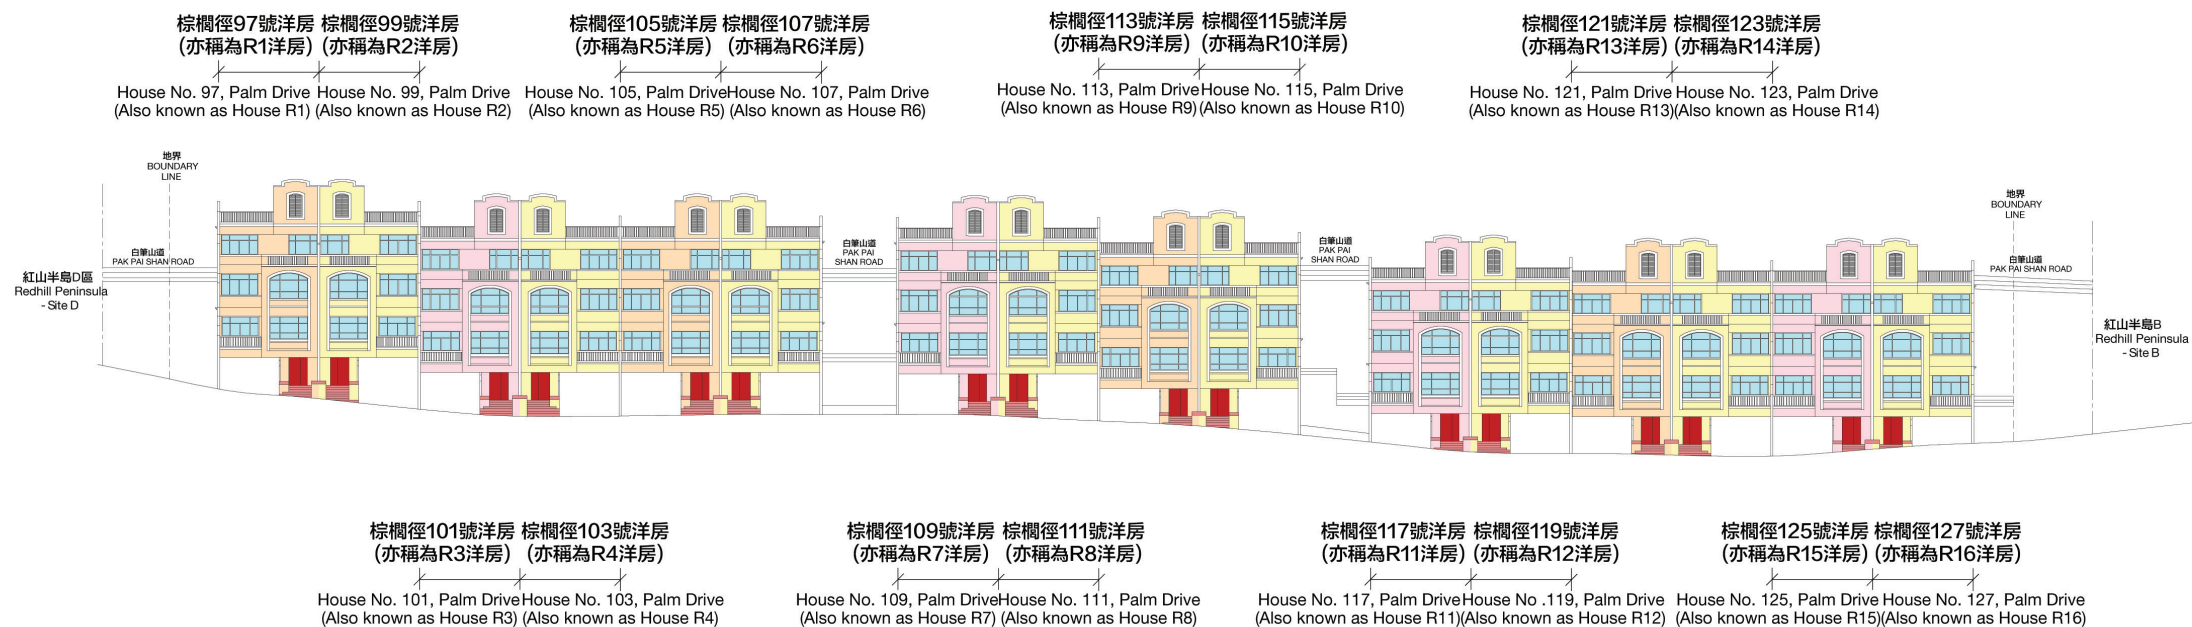 棕櫚徑97號洋房
(亦稱為R1洋房)
House No. 97, Palm Drive
(Also known as House R1)
棕櫚徑99號洋房
(亦稱為R2洋房)
House No. 99, Palm Drive
(Also known as House R2)
棕櫚徑105號洋房
(亦稱為R5洋房)
House No. 105, Palm Drive
(Also known as House R5)
棕櫚徑107號洋房
(亦稱為R6洋房)
House No. 107, Palm Drive
(Also known as House R6)
棕櫚徑113號洋房
(亦稱為R9洋房)
House No. 113, Palm Drive
(Also known as House R9)
棕櫚徑115號洋房
(亦稱為R10洋房)
House No. 115, Palm Drive
(Also known as House R10)
棕櫚徑121號洋房
(亦稱為R13洋房)
House No. 121, Palm Drive
(Also known as House R13)
棕櫚徑123號洋房
(亦稱為R14洋房)
House No. 123, Palm Drive
(Also known as House R14)
地界
BOUNDARY
LINE
白筆山道
PAK PAI SHAN ROAD
紅山半島D區
Redhill Peninsula
- Site D
白筆山道
PAK PAI
SHAN ROAD
白筆山道
PAK PAI
SHAN ROAD
地界
BOUNDARY
LINE
白筆山道
PAK PAI SHAN ROAD
紅山半島B
Redhill Peninsula
- Site B
棕櫚徑101號洋房
(亦稱為R3洋房)
House No. 101, Palm Drive
(Also known as House R3)
棕櫚徑103號洋房
(亦稱為R4洋房)
House No. 103, Palm Drive
(Also known as House R4)
棕櫚徑109號洋房
(亦稱為R7洋房)
House No. 109, Palm Drive
(Also known as House R7)
棕櫚徑111號洋房
(亦稱為R8洋房)
House No. 111, Palm Drive
(Also known as House R8)
棕櫚徑117號洋房
(亦稱為R11洋房)
House No. 117, Palm Drive
(Also known as House R11)
棕櫚徑119號洋房
(亦稱為R12洋房)
House No .119, Palm Drive
(Also known as House R12)
棕櫚徑125號洋房
(亦稱為R15洋房)
House No. 125, Palm Drive
(Also known as House R15)
棕櫚徑127號洋房
(亦稱為R16洋房)
House No. 127, Palm Drive
(Also known as House R16)